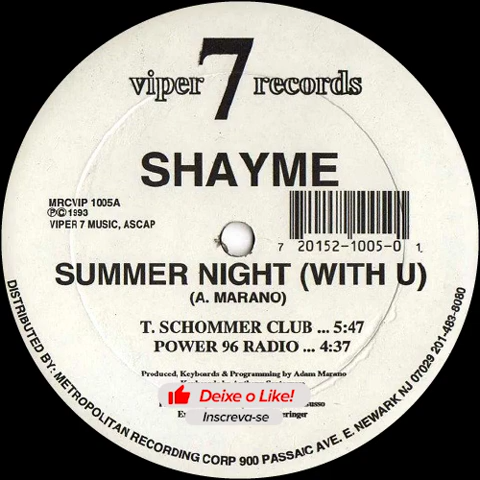 viper 7 records
SHAYME
MRCVIP 1005A
℗© 1993
VIPER 7 MUSIC, ASCAP
7 20152-1005-0 1
SUMMER NIGHT (WITH U)
(A. MARANO)
T. SCHOMMER CLUB ... 5:47
POWER 96 RADIO ... 4:37
Produced, Keyboards & Programming by Adam Marano
Deixe o Like!
Inscreva-se
DISTRIBUTED BY: METROPOLITAN RECORDING CORP 900 PASSAIC AVE. E. NEWARK NJ 07029 201-483-8080